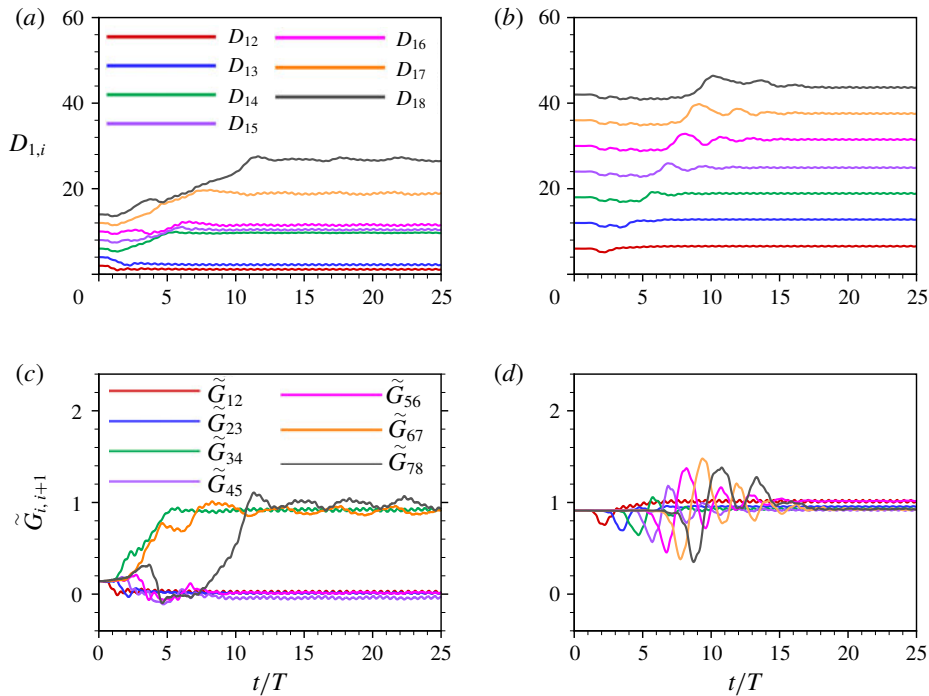 (a)
(b)
60
40
20
0
D12
D13
D14
D15
D16
D17
D18
D1,i
0 5 10 15 20 25
60
40
20
0
0 5 10 15 20 25
(c)
(d)
2
1
0
G̃12
G̃23
G̃34
G̃45
G̃56
G̃67
G̃78
G̃i, i+1
0 5 10 15 20 25
t/T
2
1
0
0 5 10 15 20 25
t/T